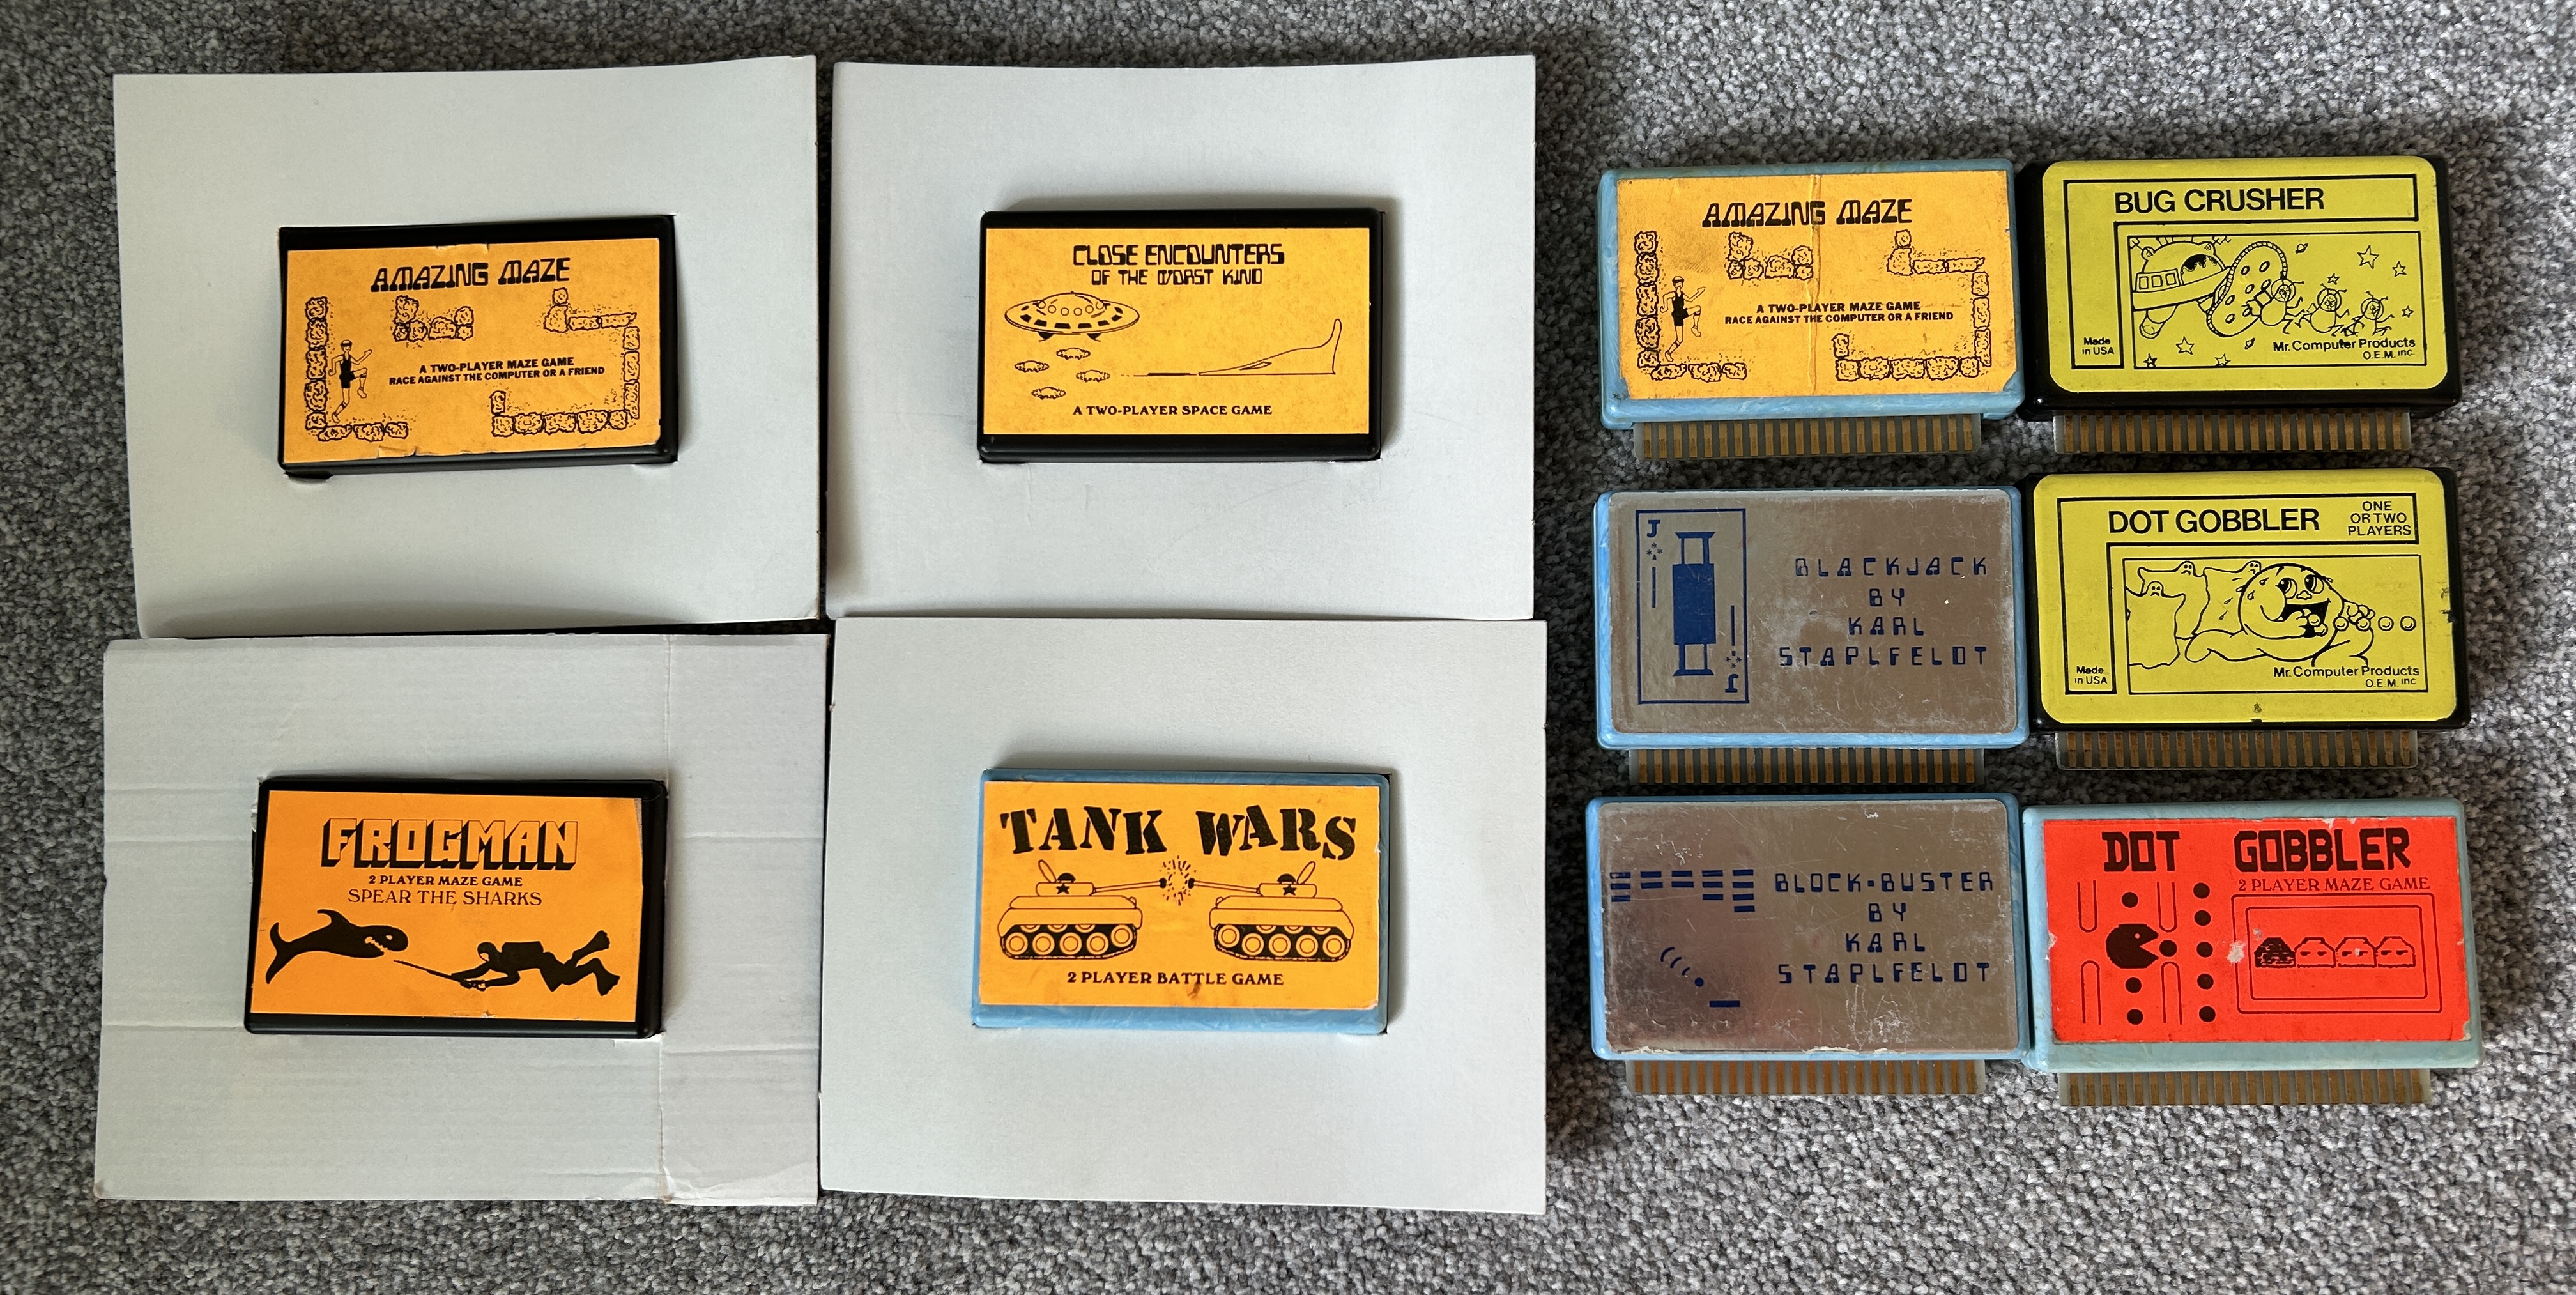 AMAZING MAZE
A TWO-PLAYER MAZE GAME
RACE AGAINST THE COMPUTER OR A FRIEND
CLOSE ENCOUNTERS
OF THE WORST KIND
A TWO-PLAYER SPACE GAME
FROGMAN
2 PLAYER MAZE GAME
SPEAR THE SHARKS
TANK WARS
2 PLAYER BATTLE GAME
AMAZING MAZE
A TWO-PLAYER MAZE GAME
RACE AGAINST THE COMPUTER OR A FRIEND
BUG CRUSHER
Made
in USA
Mr. Computer Products
O.E.M. inc.
J
BLACKJACK
BY
KARL
STAPLFELDT
J
DOT GOBBLER
ONE
OR TWO
PLAYERS
Made
in USA
Mr. Computer Products
O.E.M. inc
BLOCK-BUSTER
BY
KARL
STAPLFELDT
DOT GOBBLER
2 PLAYER MAZE GAME